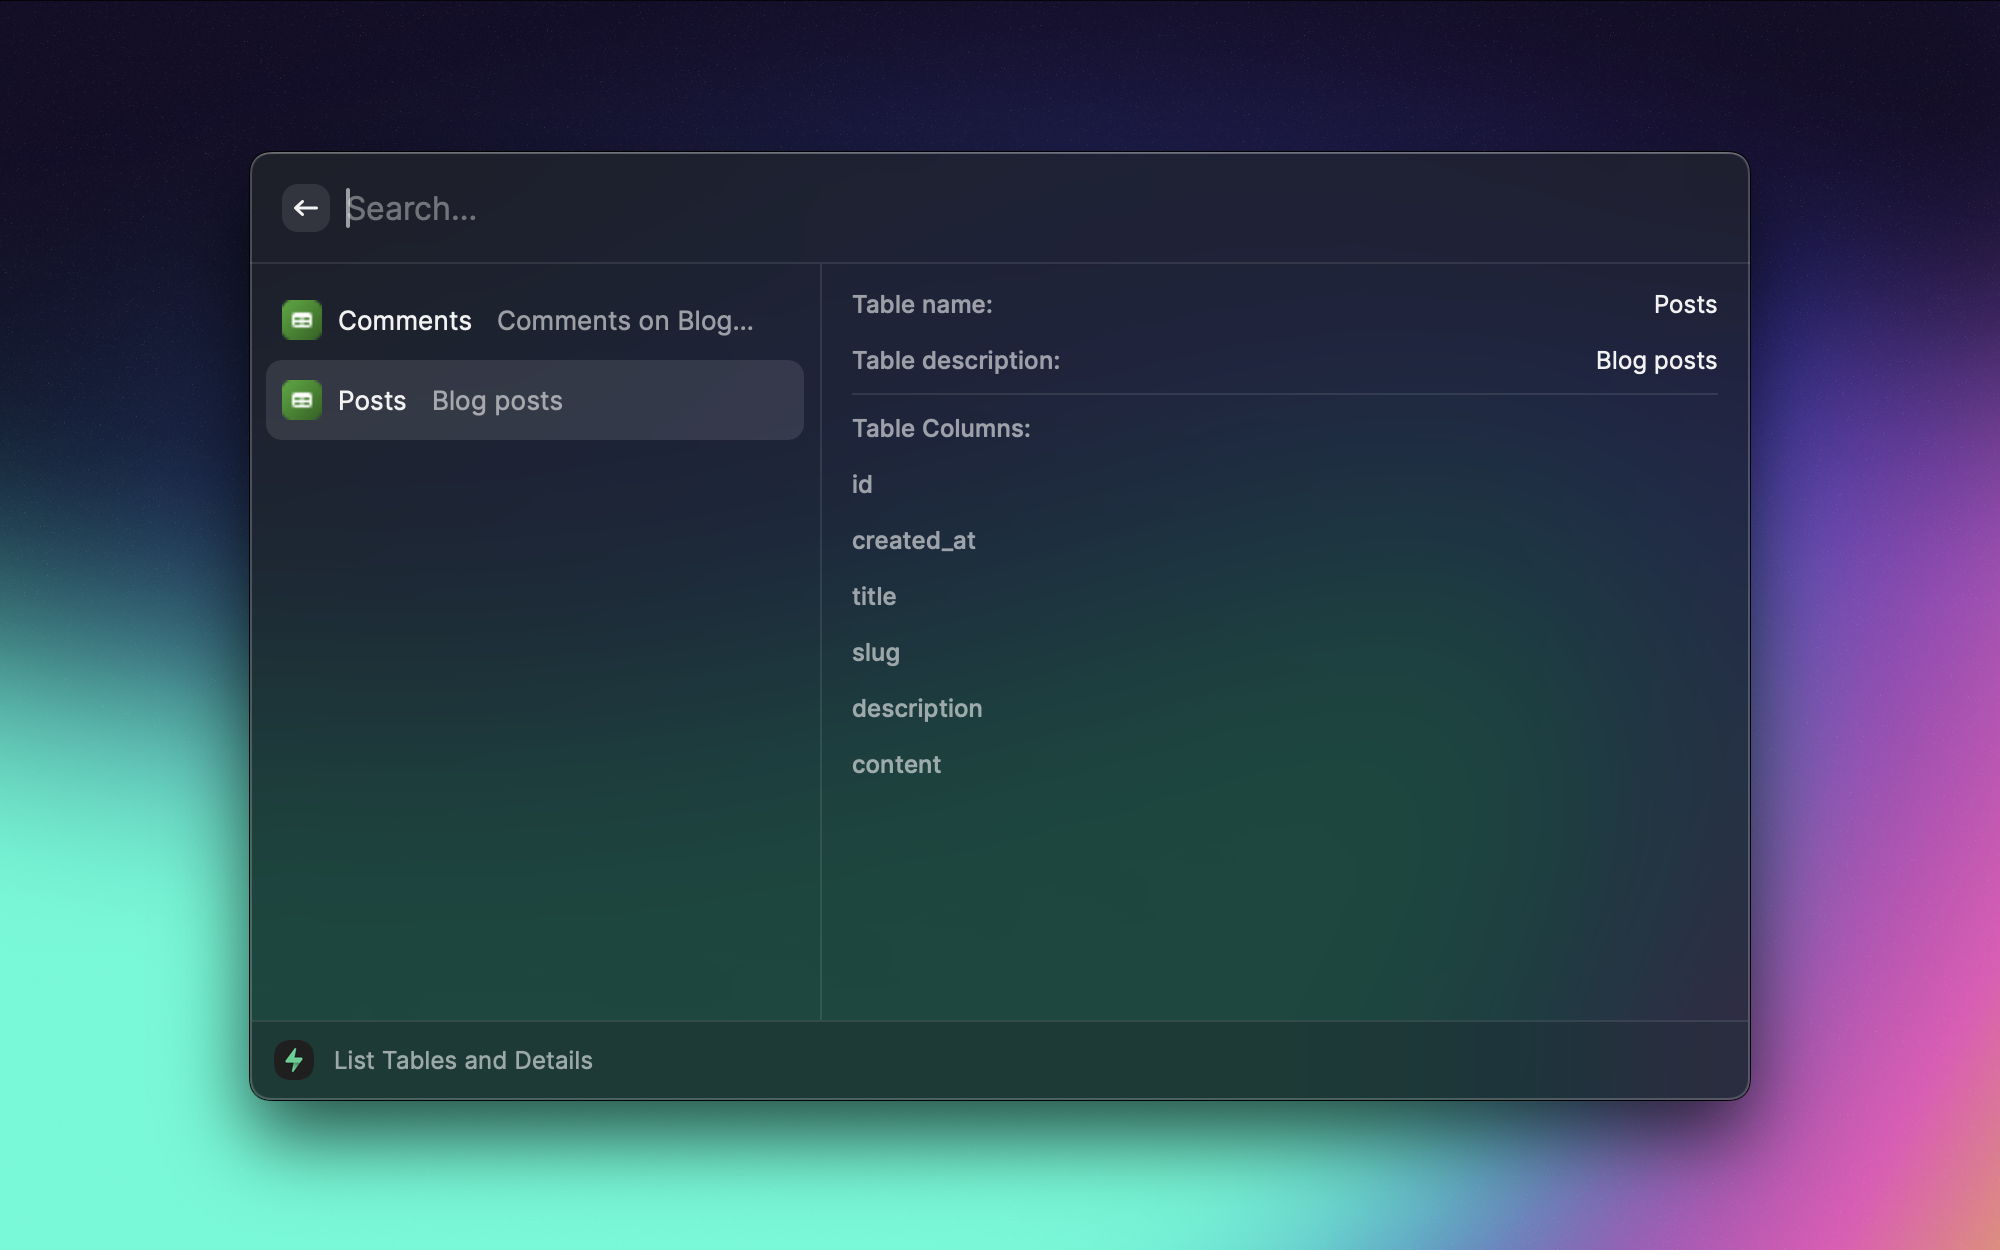 Search...
Comments Comments on Blog...
Posts Blog posts
Table name: Posts
Table description: Blog posts
Table Columns:
id
created_at
title
slug
description
content
List Tables and Details